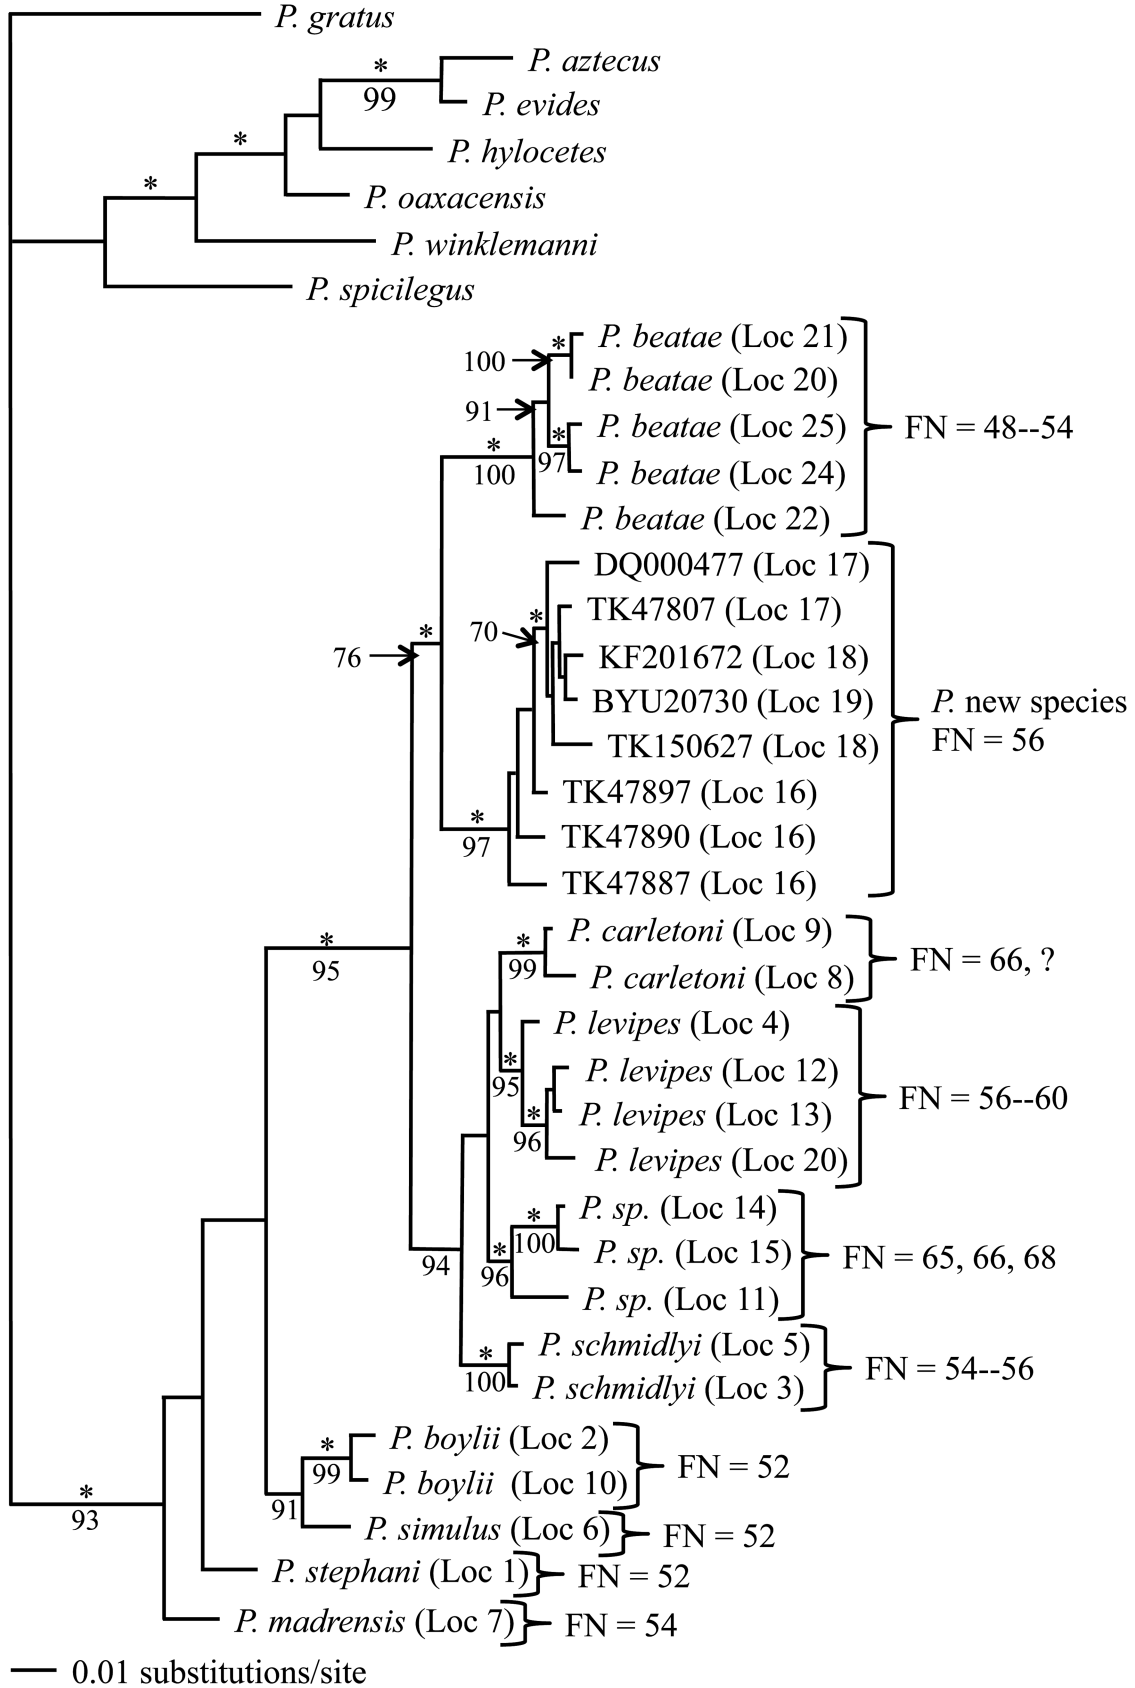 P. gratus
*
P. aztecus
99
P. evides
*
P. hylocetes
*
P. oaxacensis
P. winklemanni
P. spicilegus
* P. beatae (Loc 21)
100
P. beatae (Loc 20)
91
* P. beatae (Loc 25)
FN = 48--54
*
97
100
P. beatae (Loc 24)
P. beatae (Loc 22)
DQ000477 (Loc 17)
* TK47807 (Loc 17)
70
*
76
KF201672 (Loc 18)
BYU20730 (Loc 19)
P. new species
FN = 56
TK150627 (Loc 18)
TK47897 (Loc 16)
*
97
TK47890 (Loc 16)
TK47887 (Loc 16)
P. carletoni (Loc 9)
*
99
*
95
FN = 66, ?
P. carletoni (Loc 8)
P. levipes (Loc 4)
*
95
P. levipes (Loc 12)
FN = 56--60
*
96
P. levipes (Loc 13)
P. levipes (Loc 20)
P. sp. (Loc 14)
*
100
P. sp. (Loc 15)
FN = 65, 66, 68
*
96
94
P. sp. (Loc 11)
P. schmidlyi (Loc 5)
*
100
FN = 54--56
P. schmidlyi (Loc 3)
P. boylii (Loc 2)
*
99
FN = 52
P. boylii (Loc 10)
91
P. simulus (Loc 6)
FN = 52
*
93
P. stephani (Loc 1)
FN = 52
P. madrensis (Loc 7)
FN = 54
0.01 substitutions/site